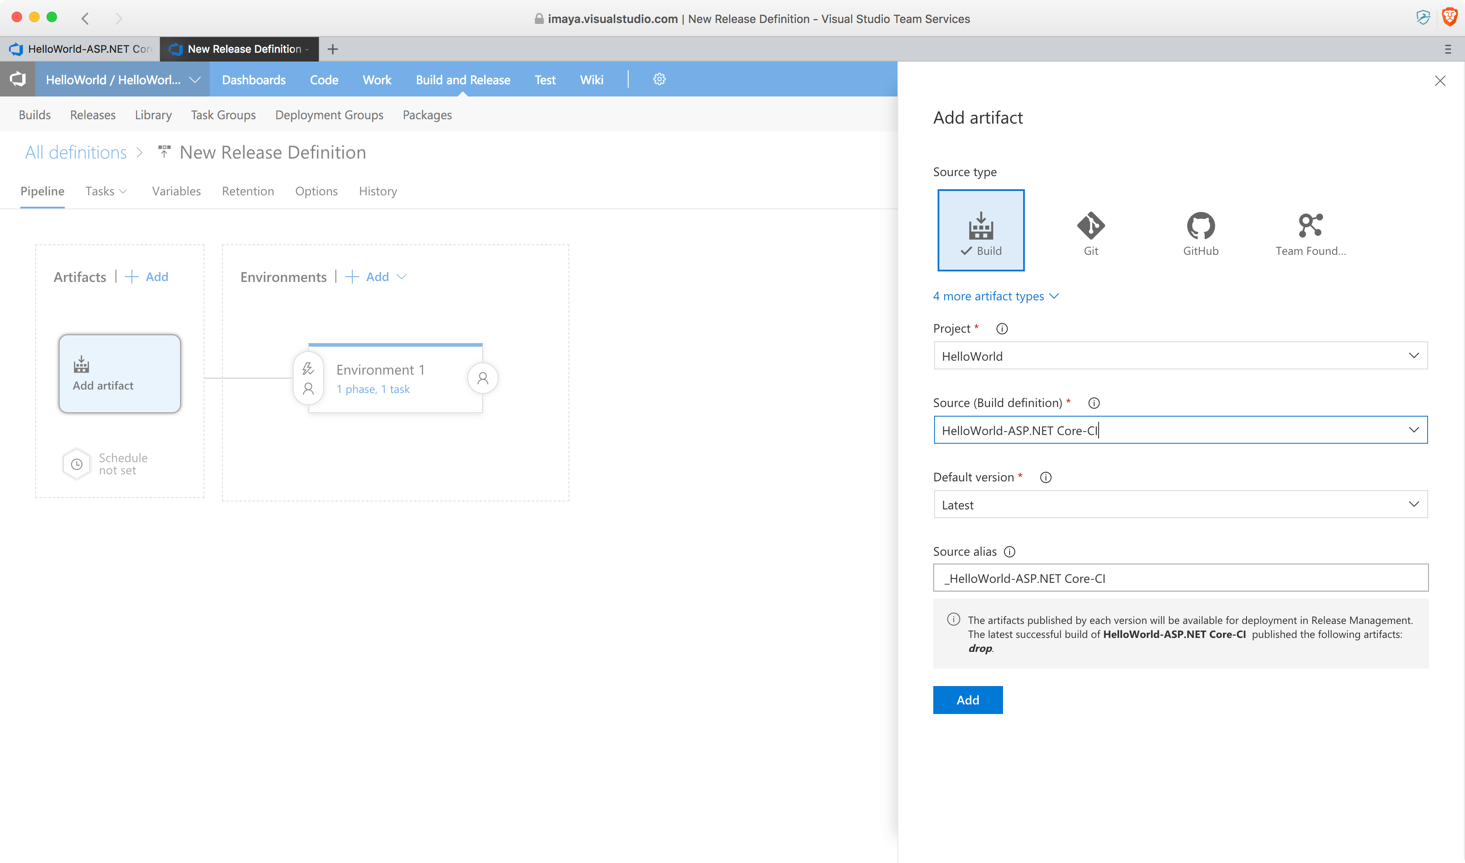 imaya.visualstudio.com | New Release Definition - Visual Studio Team Services
HelloWorld-ASP.NET Cor
New Release Definition -
HelloWorld / HelloWorl...
Dashboards
Code
Work
Build and Release
Test
Wiki
Builds
Releases
Library
Task Groups
Deployment Groups
Packages
All definitions > New Release Definition
Pipeline
Tasks
Variables
Retention
Options
History
Artifacts | + Add
Environments | + Add
Add artifact
Environment 1
1 phase, 1 task
Schedule
not set
Add artifact
Source type
Build
Git
GitHub
Team Found...
4 more artifact types
Project *
HelloWorld
Source (Build definition) *
HelloWorld-ASP.NET Core-CI
Default version *
Latest
Source alias
_HelloWorld-ASP.NET Core-CI
The artifacts published by each version will be available for deployment in Release Management.
The latest successful build of HelloWorld-ASP.NET Core-CI published the following artifacts:
drop.
Add